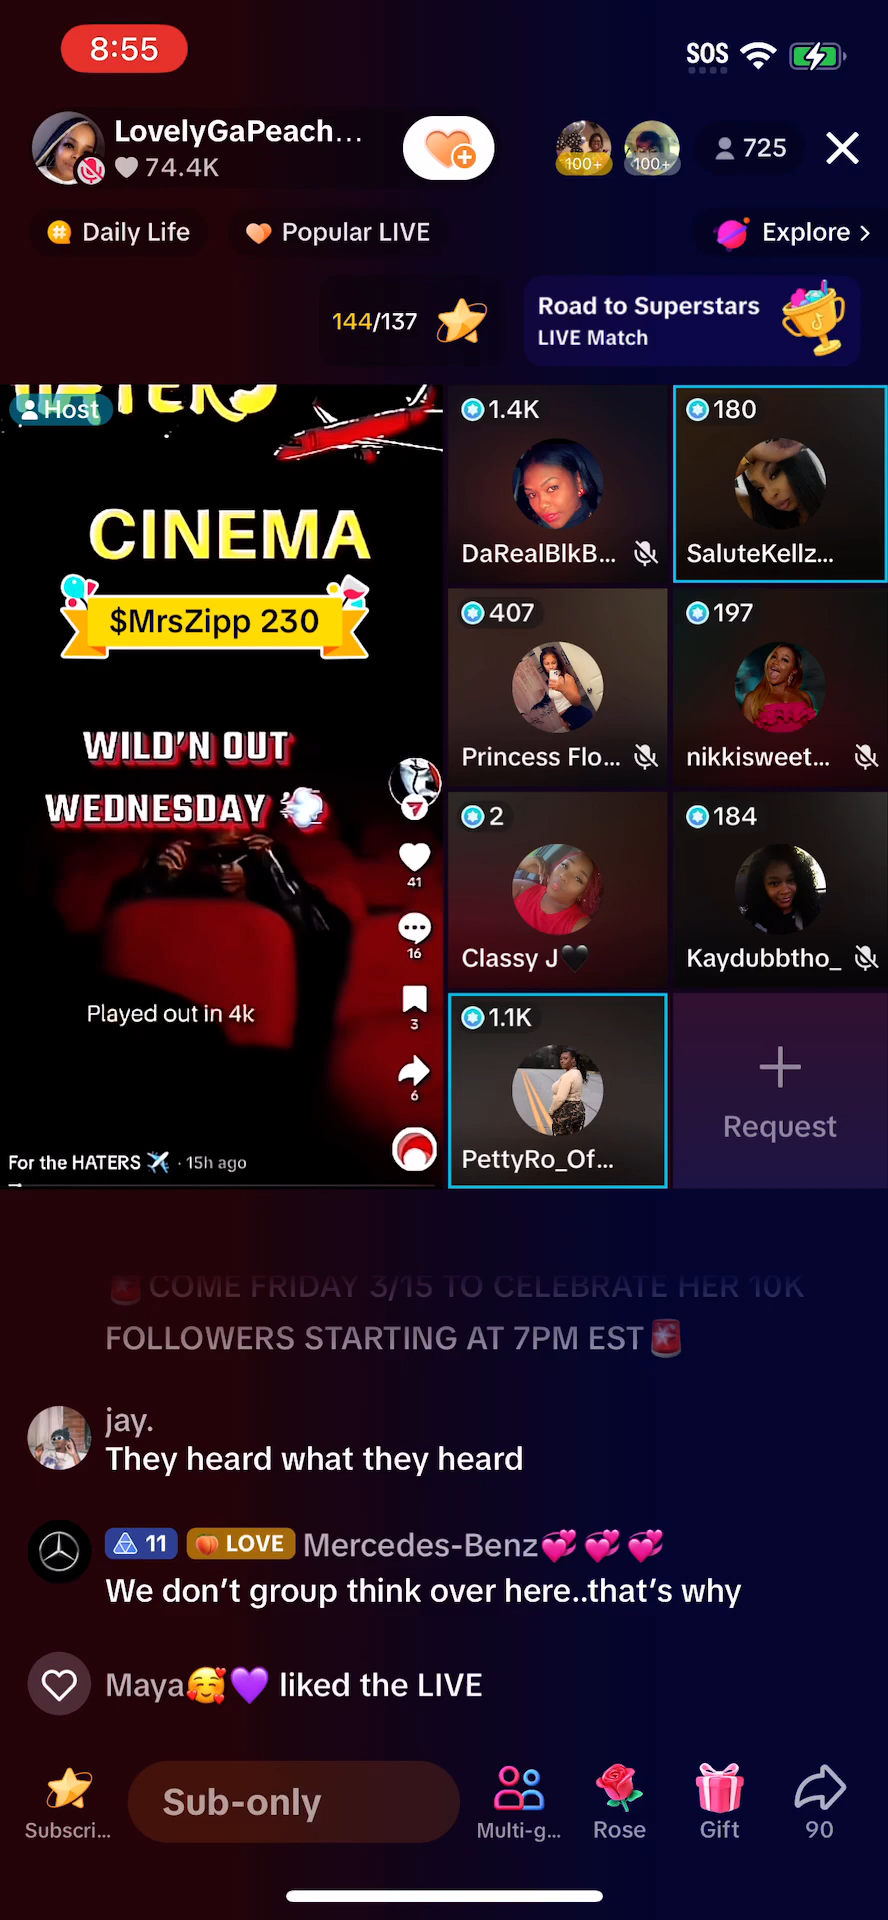 8:55
SOS
LovelyGaPeach...
74.4K
100+
100+
725
Daily Life
Popular LIVE
Explore >
144/137
Road to Superstars
LIVE Match
HATERS
Host
CINEMA
$MrsZipp 230
WILD'N OUT
WEDNESDAY
41
16
3
6
Played out in 4k
For the HATERS ✈️ · 15h ago
1.4K
DaRealBlkB...
180
SaluteKellz...
407
Princess Flo...
197
nikkisweet...
2
Classy J🖤
184
Kaydubbtho_
1.1K
PettyRo_Of...
Request
🚨COME FRIDAY 3/15 TO CELEBRATE HER 10K
FOLLOWERS STARTING AT 7PM EST🚨
jay.
They heard what they heard
11 LOVE Mercedes-Benz💞💞💞
We don't group think over here..that's why
Maya🥰💜 liked the LIVE
Subscri...
Sub-only
Multi-g...
Rose
Gift
90